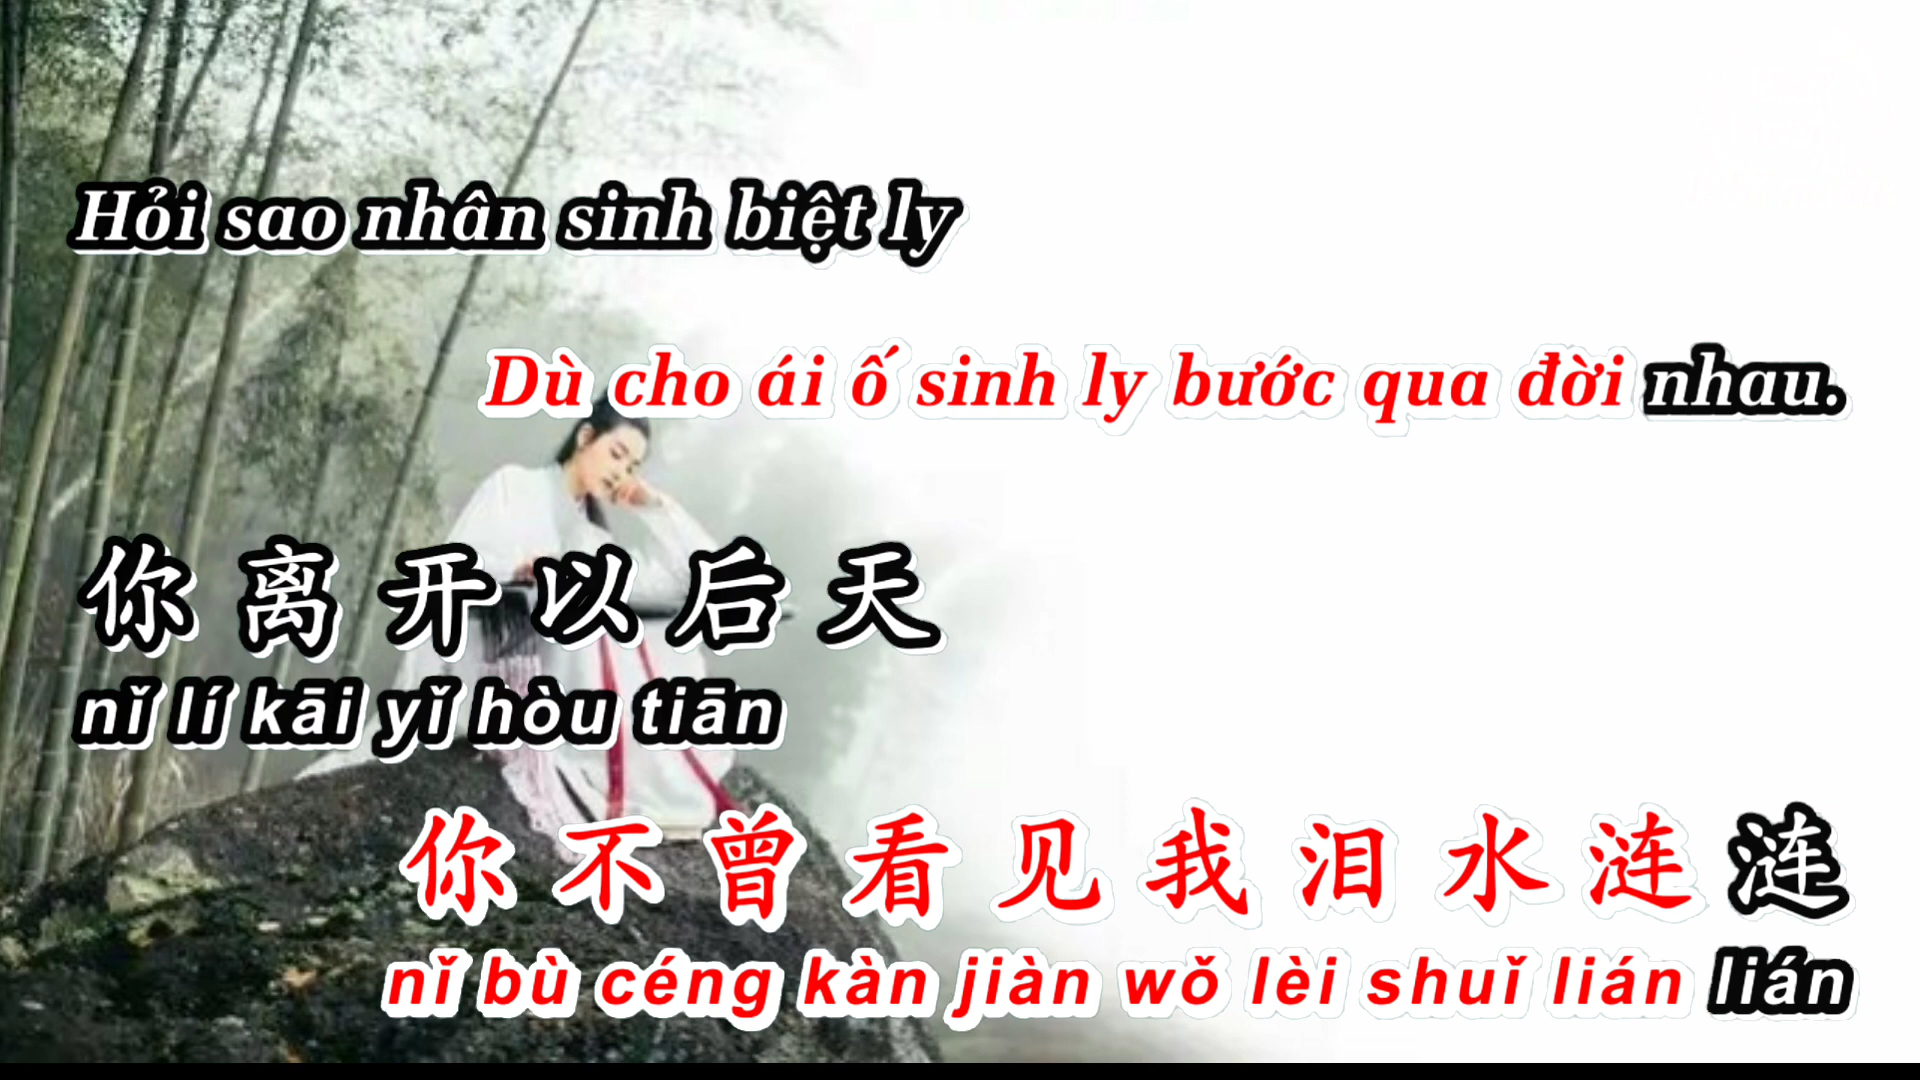 Hỏi sao nhân sinh biệt ly
Dù cho ái ố sinh ly bước qua đời nhau.
你离开以后天
nǐ lí kāi yǐ hòu tiān
你不曾看见我泪水涟涟
nǐ bù céng kàn jiàn wǒ lèi shuǐ lián lián